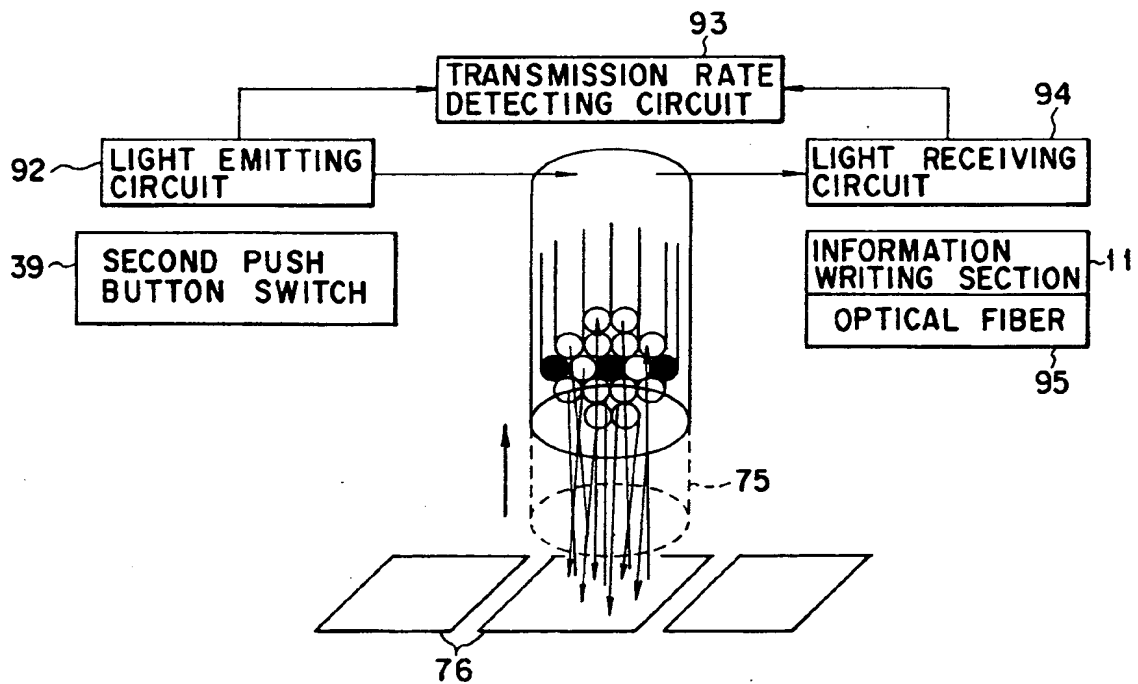 93
TRANSMISSION RATE
DETECTING CIRCUIT
94
92
LIGHT EMITTING
CIRCUIT
LIGHT RECEIVING
CIRCUIT
39
SECOND PUSH
BUTTON SWITCH
INFORMATION
WRITING SECTION
11
OPTICAL FIBER
95
75
76